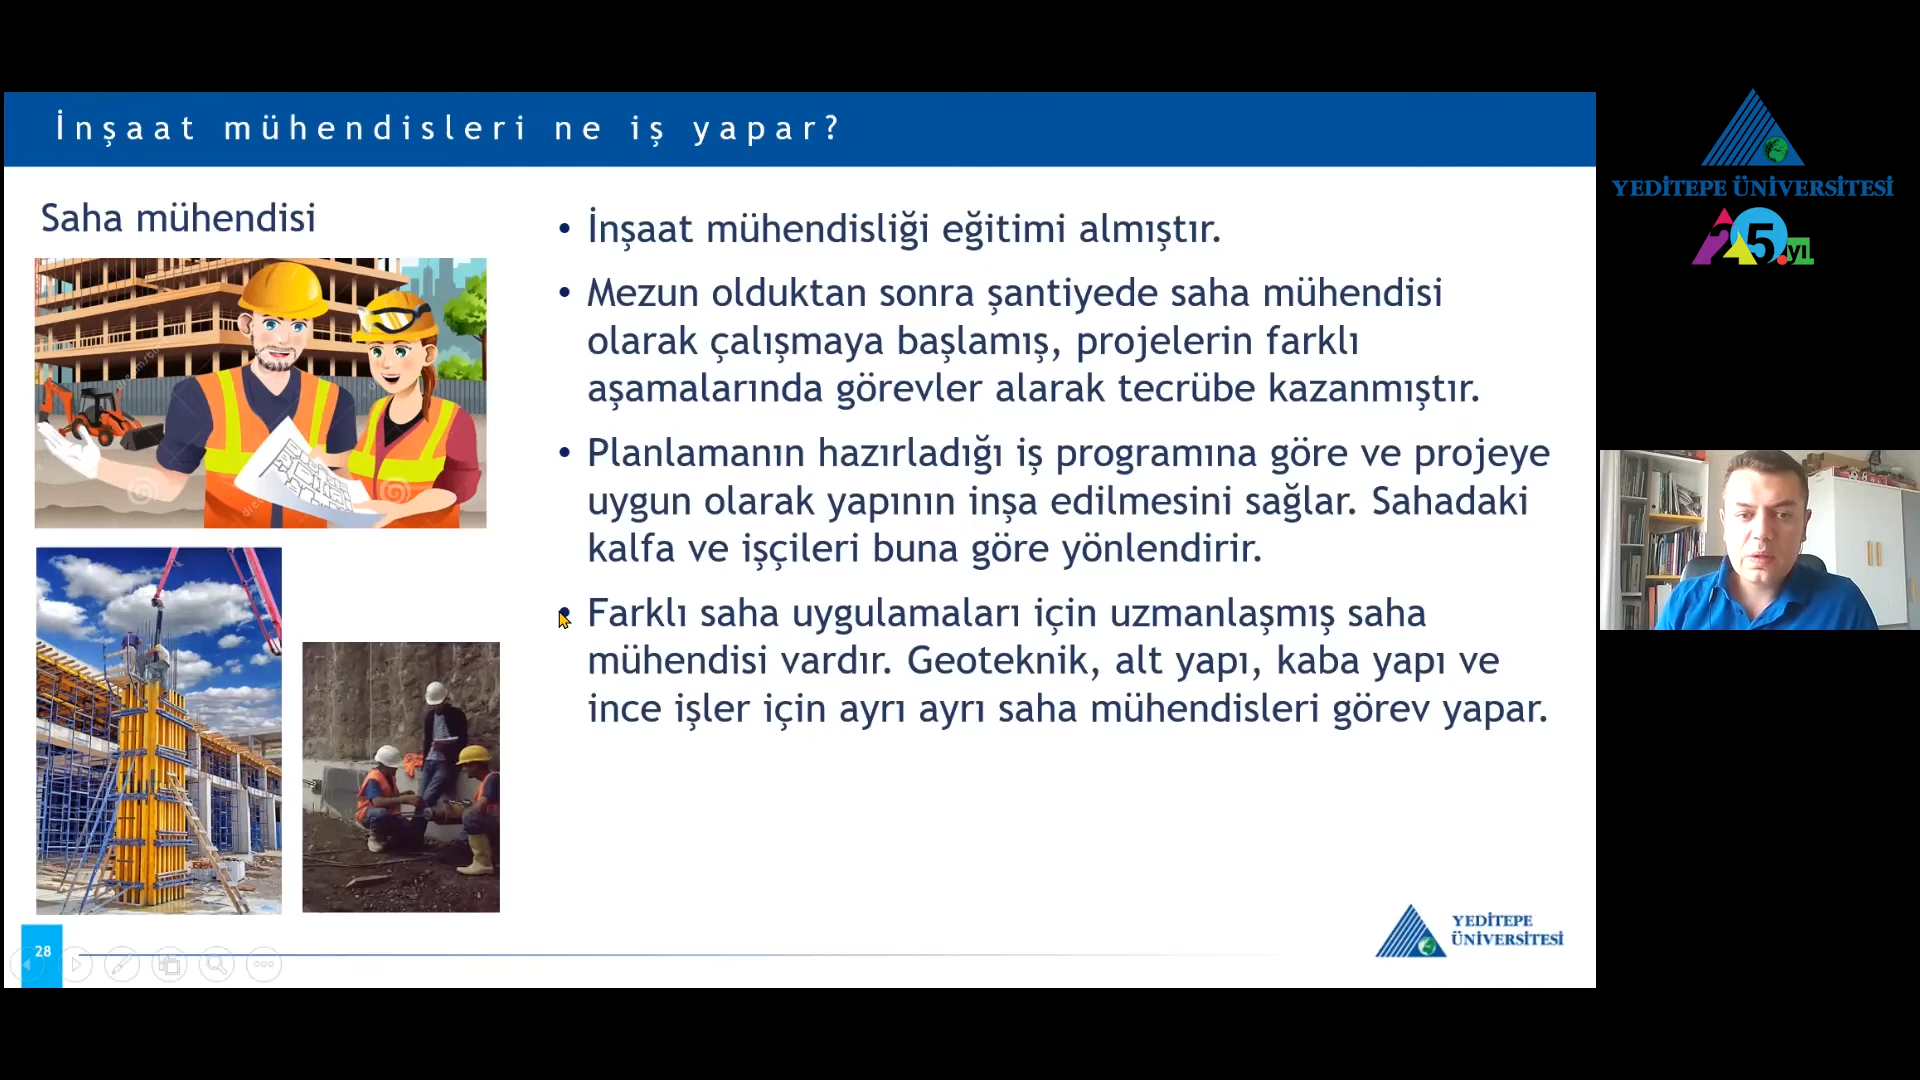 İnşaat mühendisleri ne iş yapar?
Saha mühendisi
• İnşaat mühendisliği eğitimi almıştır.
• Mezun olduktan sonra şantiyede saha mühendisi
olarak çalışmaya başlamış, projelerin farklı
aşamalarında görevler alarak tecrübe kazanmıştır.
• Planlamanın hazırladığı iş programına göre ve projeye
uygun olarak yapının inşa edilmesini sağlar. Sahadaki
kalfa ve işçileri buna göre yönlendirir.
• Farklı saha uygulamaları için uzmanlaşmış saha
mühendisi vardır. Geoteknik, alt yapı, kaba yapı ve
ince işler için ayrı ayrı saha mühendisleri görev yapar.
28
YEDİTEPE
ÜNİVERSİTESİ
YEDİTEPE ÜNİVERSİTESİ
25.yıl